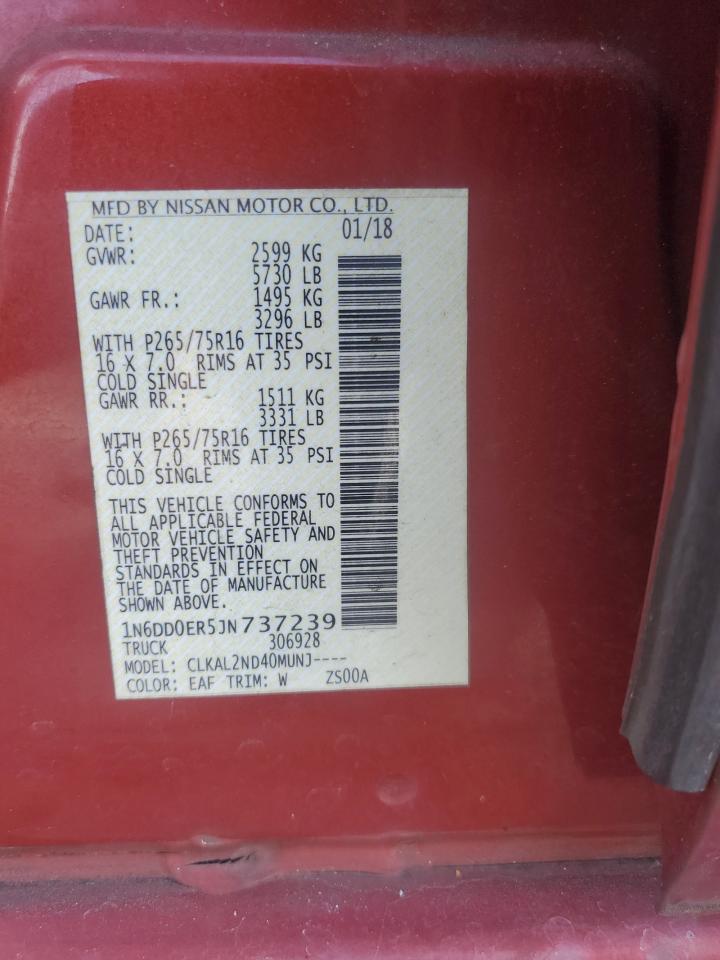 MFD BY NISSAN MOTOR CO., LTD.
DATE: 01/18
GVWR: 2599 KG
5730 LB
GAWR FR.: 1495 KG
3296 LB
WITH P265/75R16 TIRES
16 X 7.0 RIMS AT 35 PSI
COLD SINGLE
GAWR RR.: 1511 KG
3331 LB
WITH P265/75R16 TIRES
16 X 7.0 RIMS AT 35 PSI
COLD SINGLE
THIS VEHICLE CONFORMS TO
ALL APPLICABLE FEDERAL
MOTOR VEHICLE SAFETY AND
THEFT PREVENTION
STANDARDS IN EFFECT ON
THE DATE OF MANUFACTURE
SHOWN ABOVE.
1N6DD0ER5JN737239
TRUCK 306928
MODEL: CLKAL2ND40MUNJ----
COLOR: EAF TRIM: W ZS00A